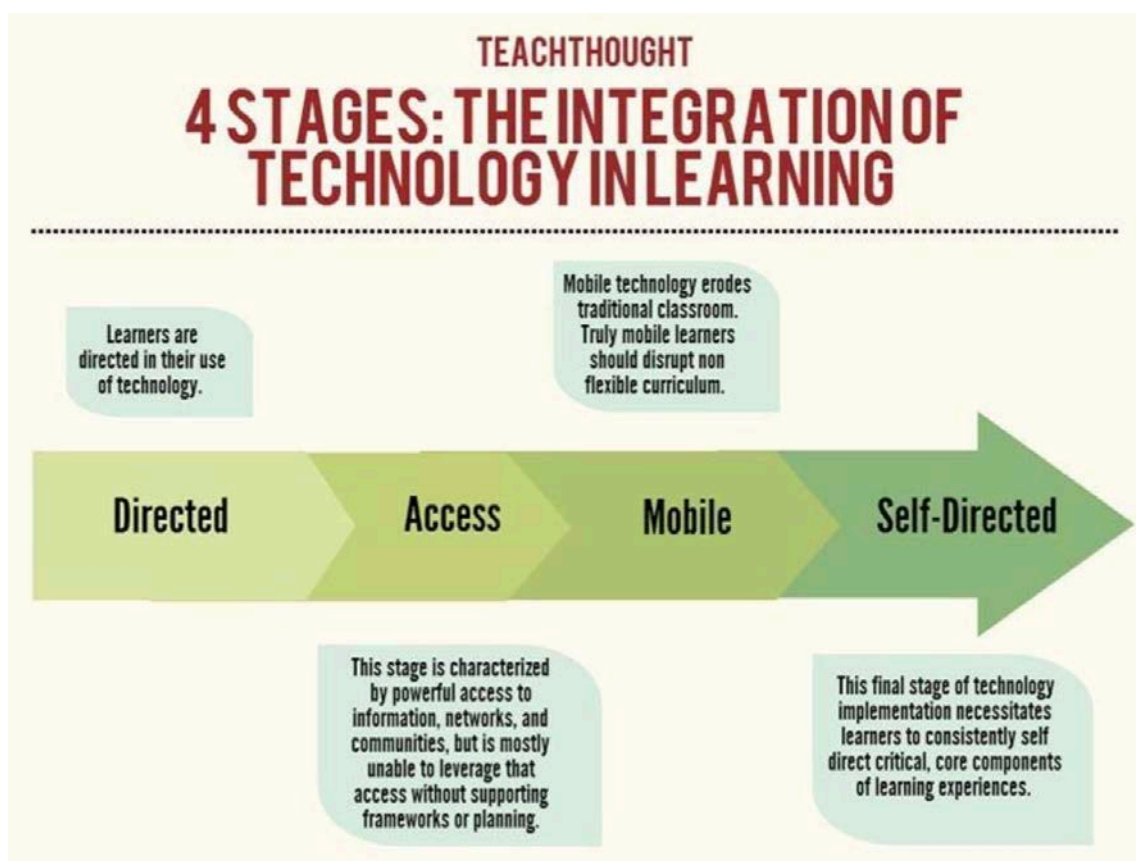 TEACHTHOUGHT
4 STAGES: THE INTEGRATION OF
TECHNOLOGY IN LEARNING
Learners are
directed in their use
of technology.
Mobile technology erodes
traditional classroom.
Truly mobile learners
should disrupt non
flexible curriculum.
Directed
Access
Mobile
Self-Directed
This stage is characterized
by powerful access to
information, networks, and
communities, but is mostly
unable to leverage that
access without supporting
frameworks or planning.
This final stage of technology
implementation necessitates
learners to consistently self
direct critical, core components
of learning experiences.